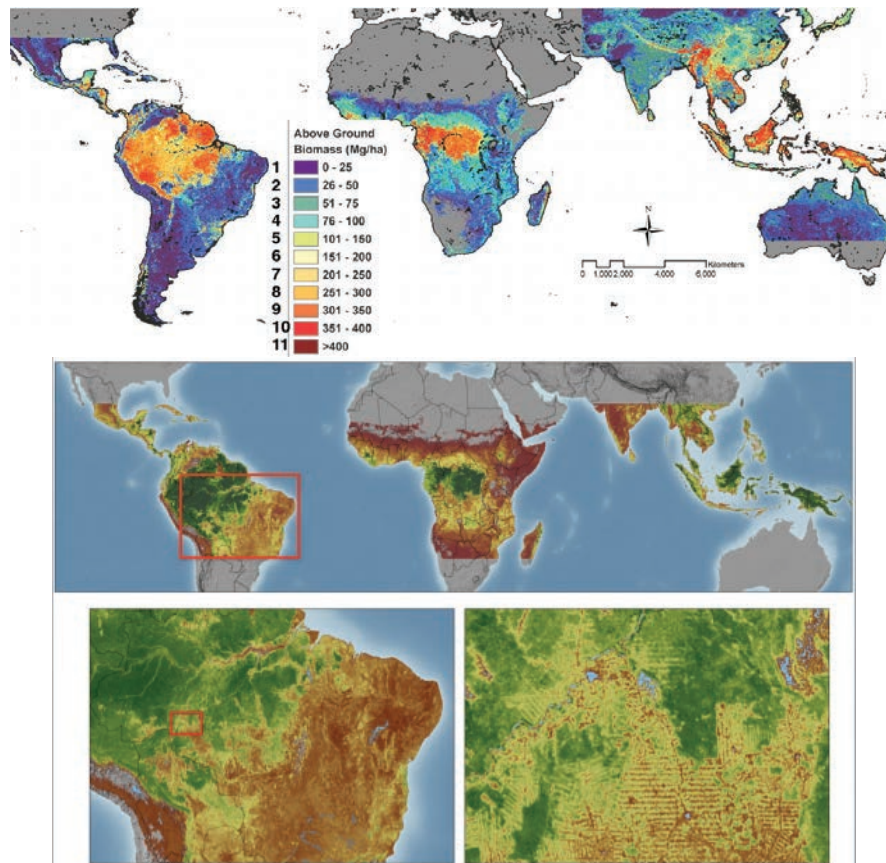 Above Ground
Biomass (Mg/ha)
1 0 - 25
2 26 - 50
3 51 - 75
4 76 - 100
5 101 - 150
6 151 - 200
7 201 - 250
8 251 - 300
9 301 - 350
10 351 - 400
11 >400
N
Kilometers
0 1,000 2,000 4,000 6,000